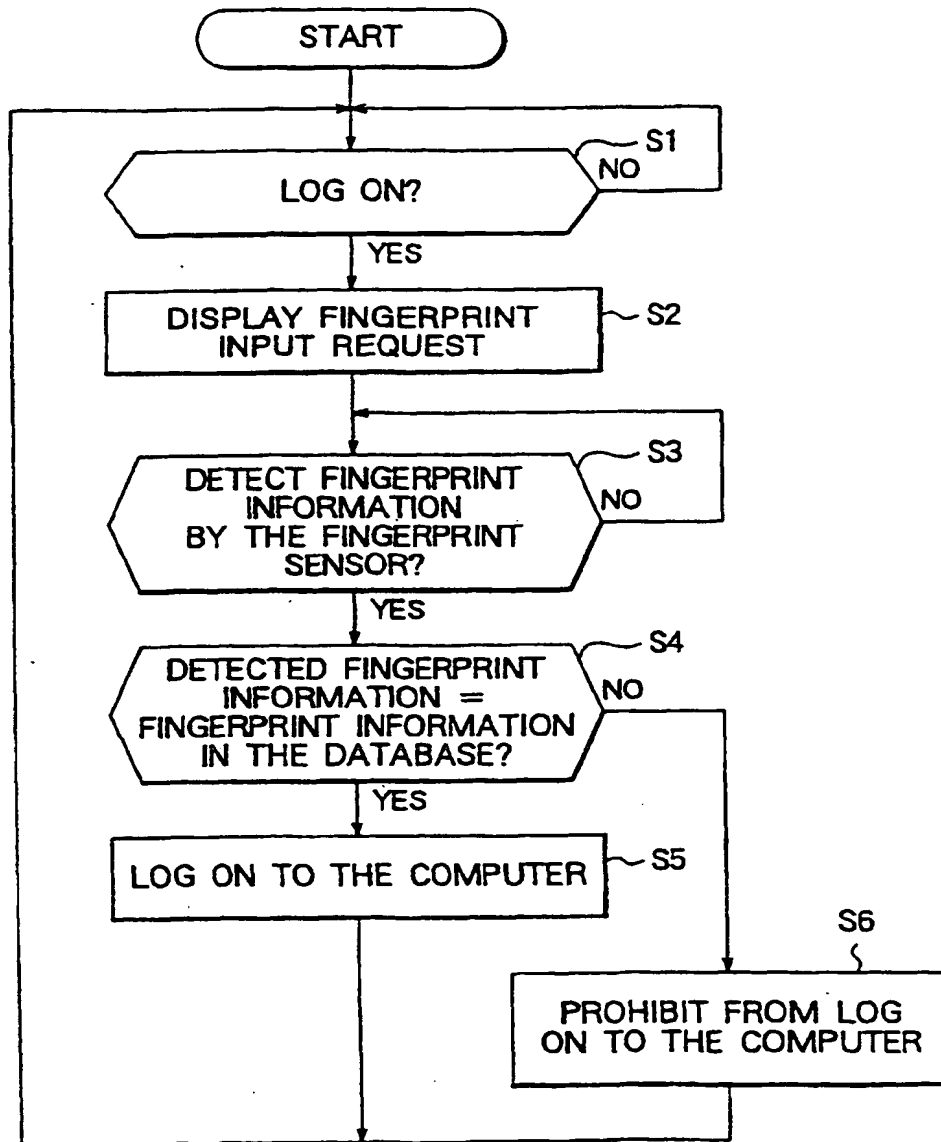 START
S1
LOG ON?
NO
YES
DISPLAY FINGERPRINT
INPUT REQUEST
S2
S3
DETECT FINGERPRINT
INFORMATION
BY THE FINGERPRINT
SENSOR?
NO
YES
S4
DETECTED FINGERPRINT
INFORMATION =
FINGERPRINT INFORMATION
IN THE DATABASE?
NO
YES
LOG ON TO THE COMPUTER
S5
S6
PROHIBIT FROM LOG
ON TO THE COMPUTER